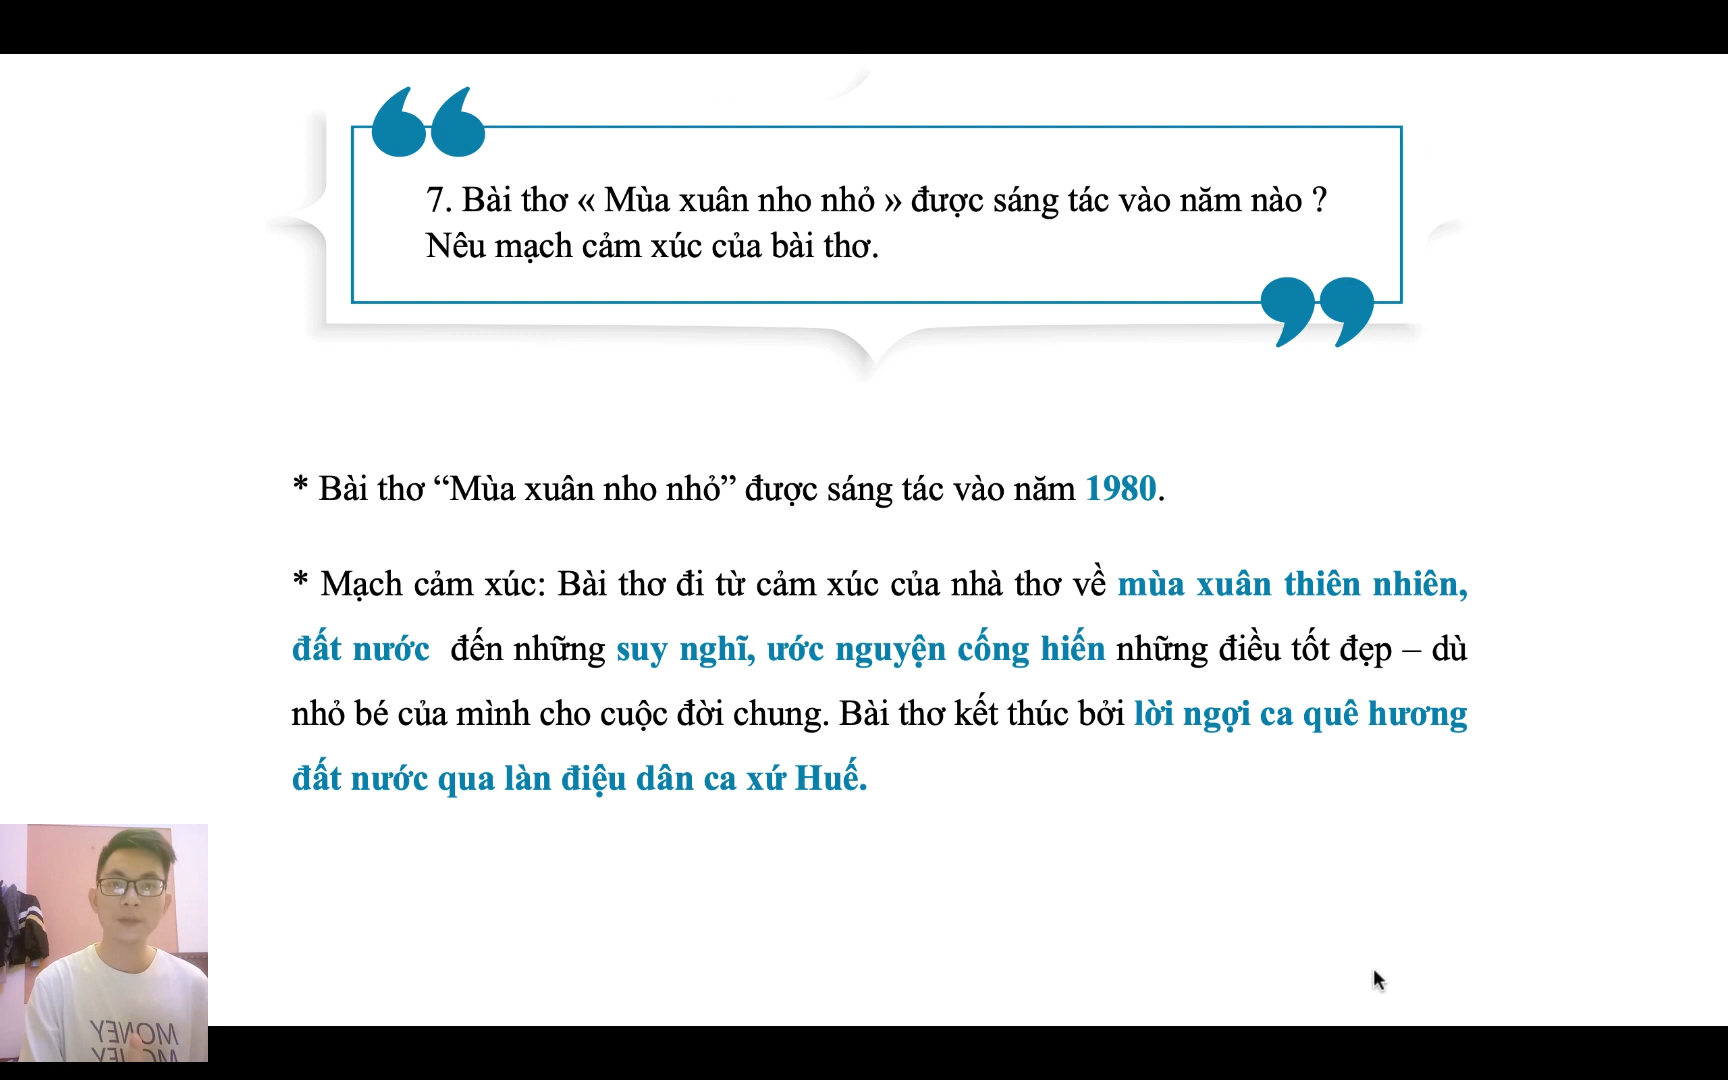 7. Bài thơ « Mùa xuân nho nhỏ » được sáng tác vào năm nào ?
Nêu mạch cảm xúc của bài thơ.
* Bài thơ “Mùa xuân nho nhỏ” được sáng tác vào năm 1980.
* Mạch cảm xúc: Bài thơ đi từ cảm xúc của nhà thơ về mùa xuân thiên nhiên,
đất nước đến những suy nghĩ, ước nguyện cống hiến những điều tốt đẹp – dù
nhỏ bé của mình cho cuộc đời chung. Bài thơ kết thúc bởi lời ngợi ca quê hương
đất nước qua làn điệu dân ca xứ Huế.
MONEY
MONEY